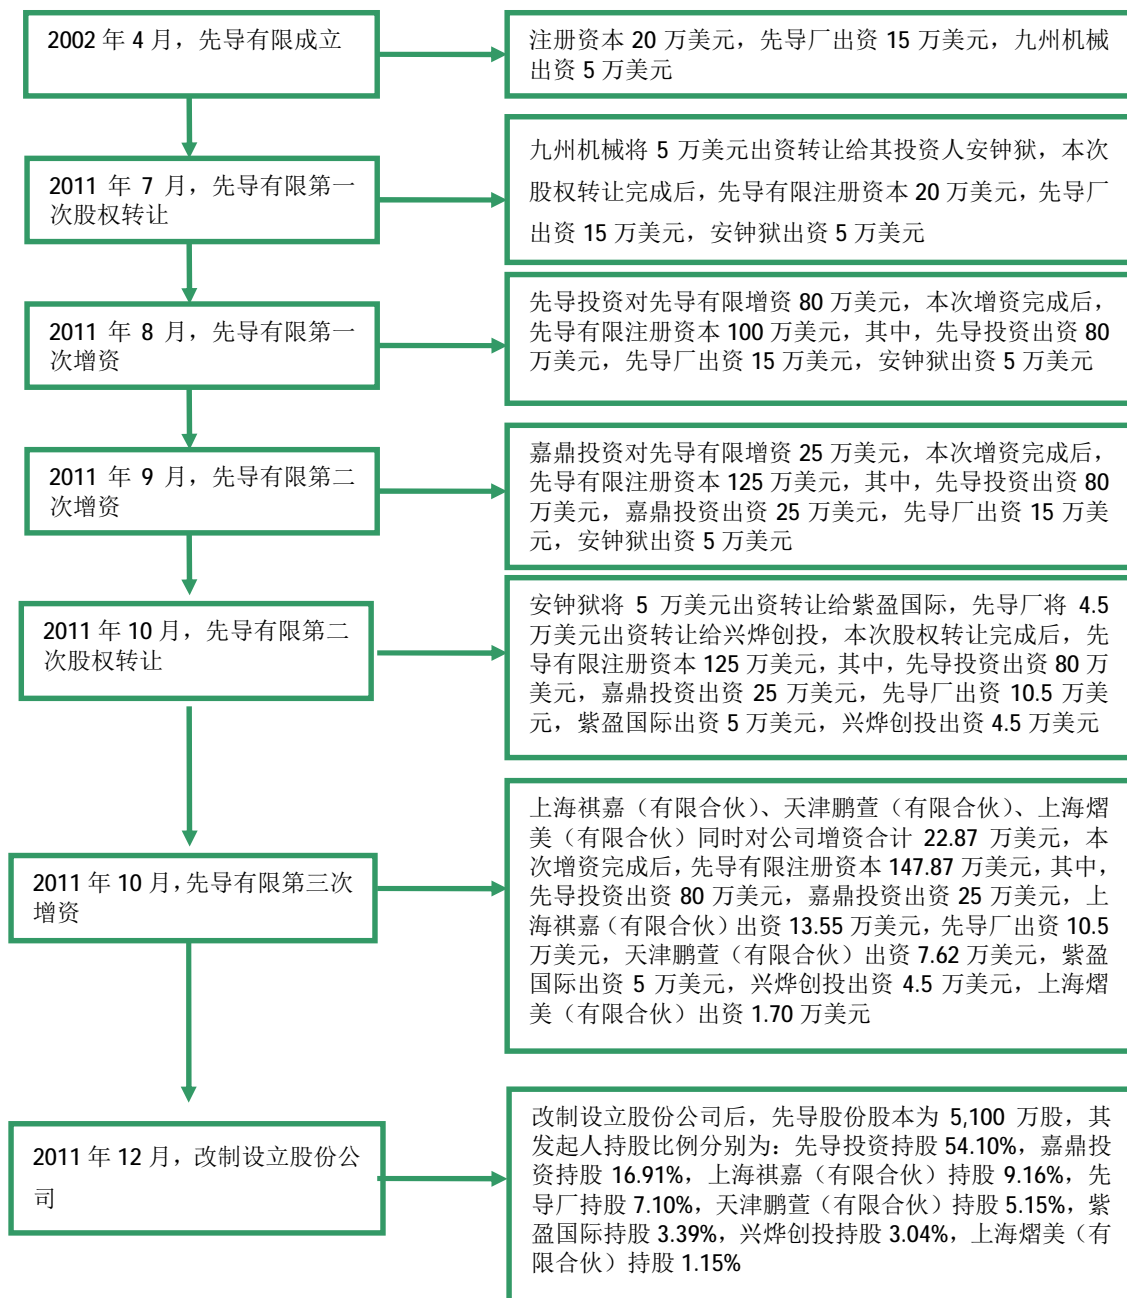 2002 年 4 月，先导有限成立
注册资本 20 万美元，先导厂出资 15 万美元，九州机械
出资 5 万美元
2011 年 7 月，先导有限第一
次股权转让
九州机械将 5 万美元出资转让给其投资人安钟狱，本次
股权转让完成后，先导有限注册资本 20 万美元，先导厂
出资 15 万美元，安钟狱出资 5 万美元
2011 年 8 月，先导有限第一
次增资
先导投资对先导有限增资 80 万美元，本次增资完成后，
先导有限注册资本 100 万美元，其中，先导投资出资 80
万美元，先导厂出资 15 万美元，安钟狱出资 5 万美元
2011 年 9 月，先导有限第二
次增资
嘉鼎投资对先导有限增资 25 万美元，本次增资完成后，
先导有限注册资本 125 万美元，其中，先导投资出资 80
万美元，嘉鼎投资出资 25 万美元，先导厂出资 15 万美
元，安钟狱出资 5 万美元
2011 年 10 月，先导有限第二
次股权转让
安钟狱将 5 万美元出资转让给紫盈国际，先导厂将 4.5
万美元出资转让给兴烨创投，本次股权转让完成后，先
导有限注册资本 125 万美元，其中，先导投资出资 80 万
美元，嘉鼎投资出资 25 万美元，先导厂出资 10.5 万美
元，紫盈国际出资 5 万美元，兴烨创投出资 4.5 万美元
2011 年 10 月，先导有限第三次
增资
上海祺嘉（有限合伙）、天津鹏萱（有限合伙）、上海熠
美（有限合伙）同时对公司增资合计 22.87 万美元，本
次增资完成后，先导有限注册资本 147.87 万美元，其中，
先导投资出资 80 万美元，嘉鼎投资出资 25 万美元，上
海祺嘉（有限合伙）出资 13.55 万美元，先导厂出资 10.5
万美元，天津鹏萱（有限合伙）出资 7.62 万美元，紫盈
国际出资 5 万美元，兴烨创投出资 4.5 万美元，上海熠
美（有限合伙）出资 1.70 万美元
2011 年 12 月，改制设立股份公
司
改制设立股份公司后，先导股份股本为 5,100 万股，其
发起人持股比例分别为：先导投资持股 54.10%，嘉鼎投
资持股 16.91%，上海祺嘉（有限合伙）持股 9.16%，先
导厂持股 7.10%，天津鹏萱（有限合伙）持股 5.15%，紫
盈国际持股 3.39%，兴烨创投持股 3.04%，上海熠美（有
限合伙）持股 1.15%